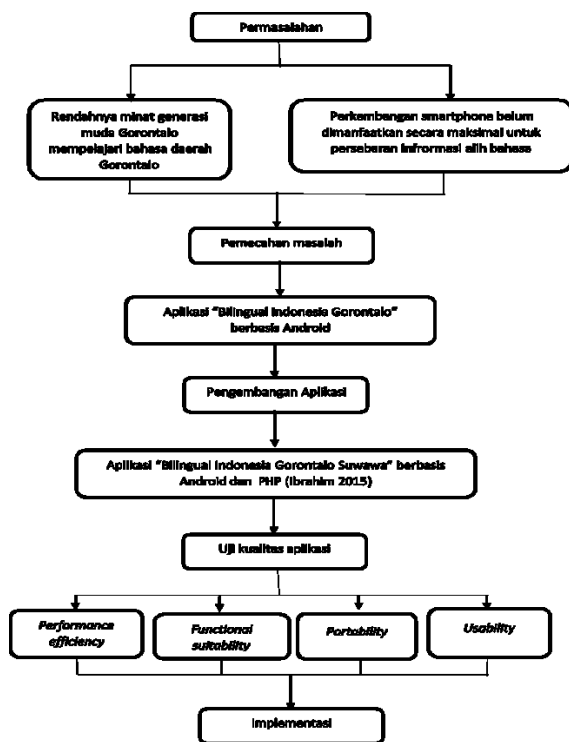 Permasalahan
Rendahnya minat generasi
muda Gorontalo
mempelajari bahasa daerah
Gorontalo
Perkembangan smartphone belum
dimanfaatkan secara maksimal untuk
persebaran infrormasi alih bahasa
Pemecahan masalah
Aplikasi "Bilingual Indonesia Gorontalo"
berbasis Android
Pengembangan Aplikasi
Aplikasi "Bilingual Indonesia Gorontalo Suwawa" berbasis
Android dan PHP (Ibrahim 2015)
Uji kualitas aplikasi
Performance
efficiency
Functional
suitability
Portability
Usability
Implementasi